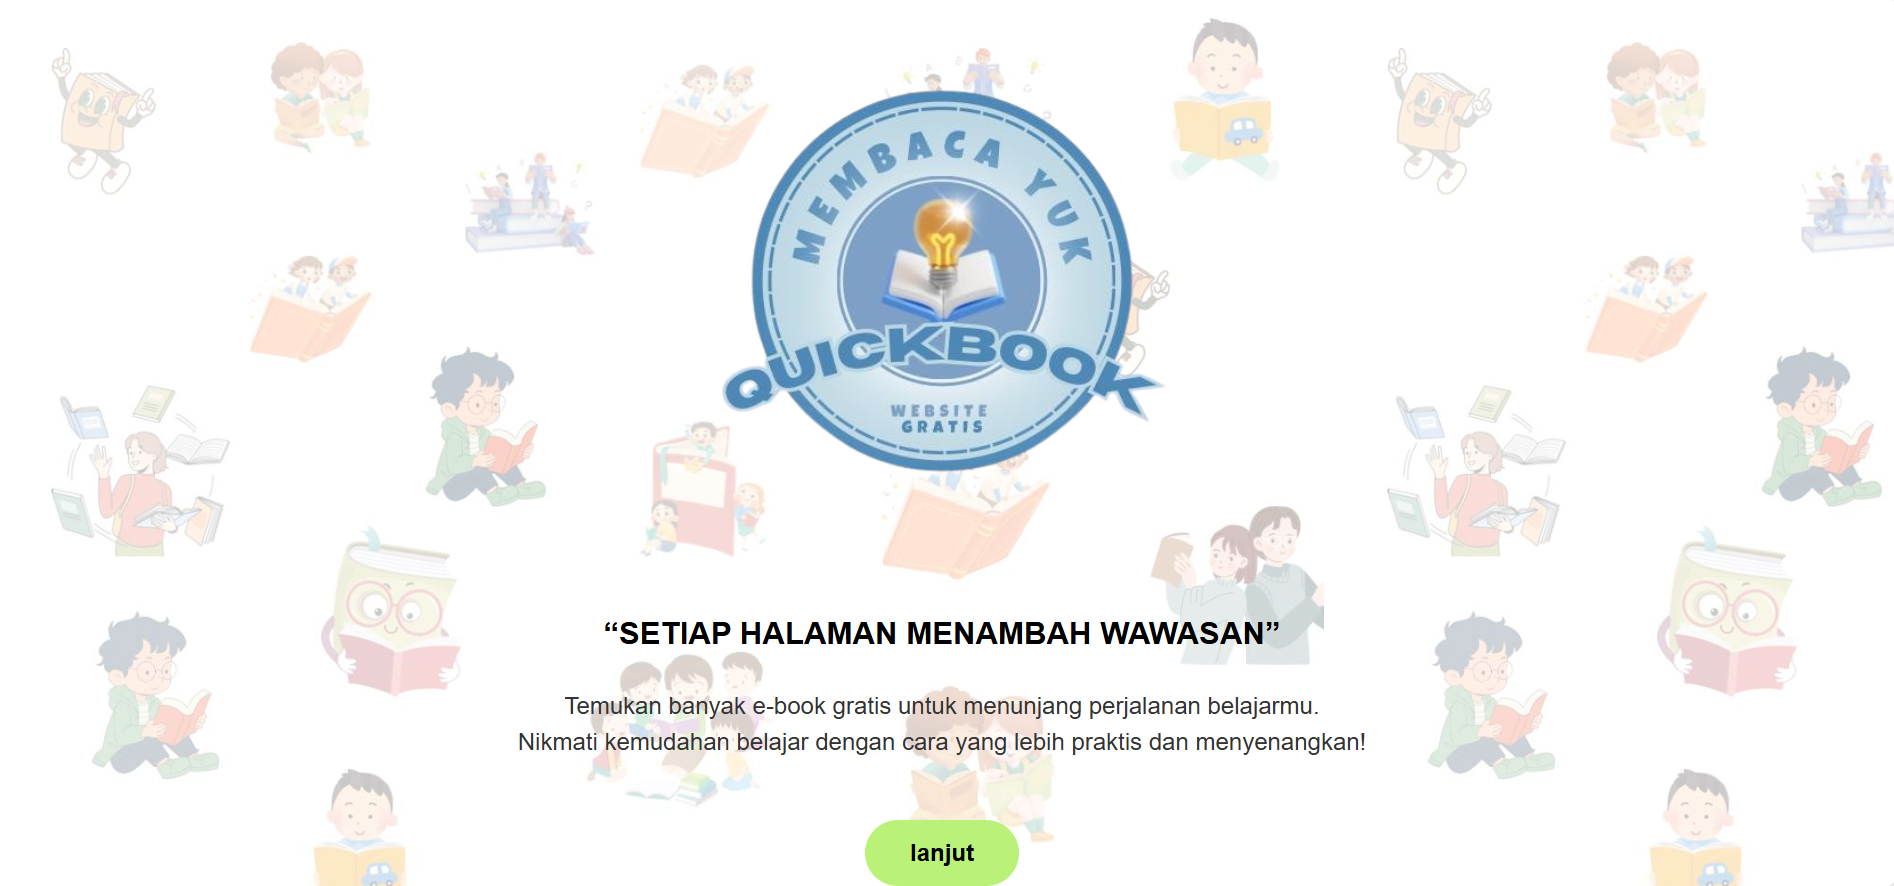 MEMBACA YUK
QUICKBOOK
WEBSITE
GRATIS
“SETIAP HALAMAN MENAMBAH WAWASAN”
Temukan banyak e-book gratis untuk menunjang perjalanan belajarmu.
Nikmati kemudahan belajar dengan cara yang lebih praktis dan menyenangkan!
lanjut